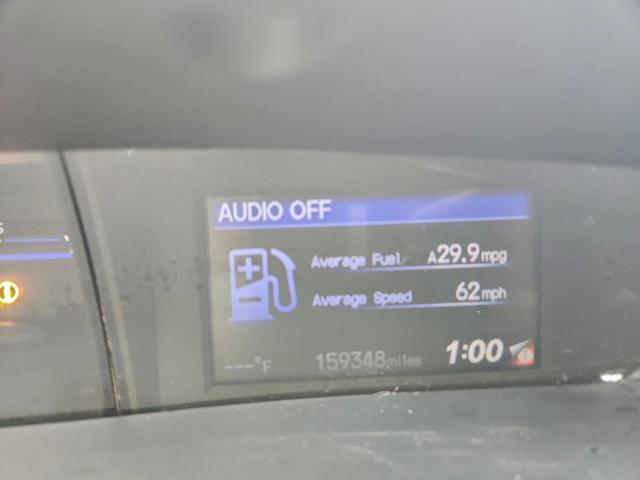 AUDIO OFF
Average Fuel A29.9mpg
Average Speed 62mph
---°F 159348miles 1:00